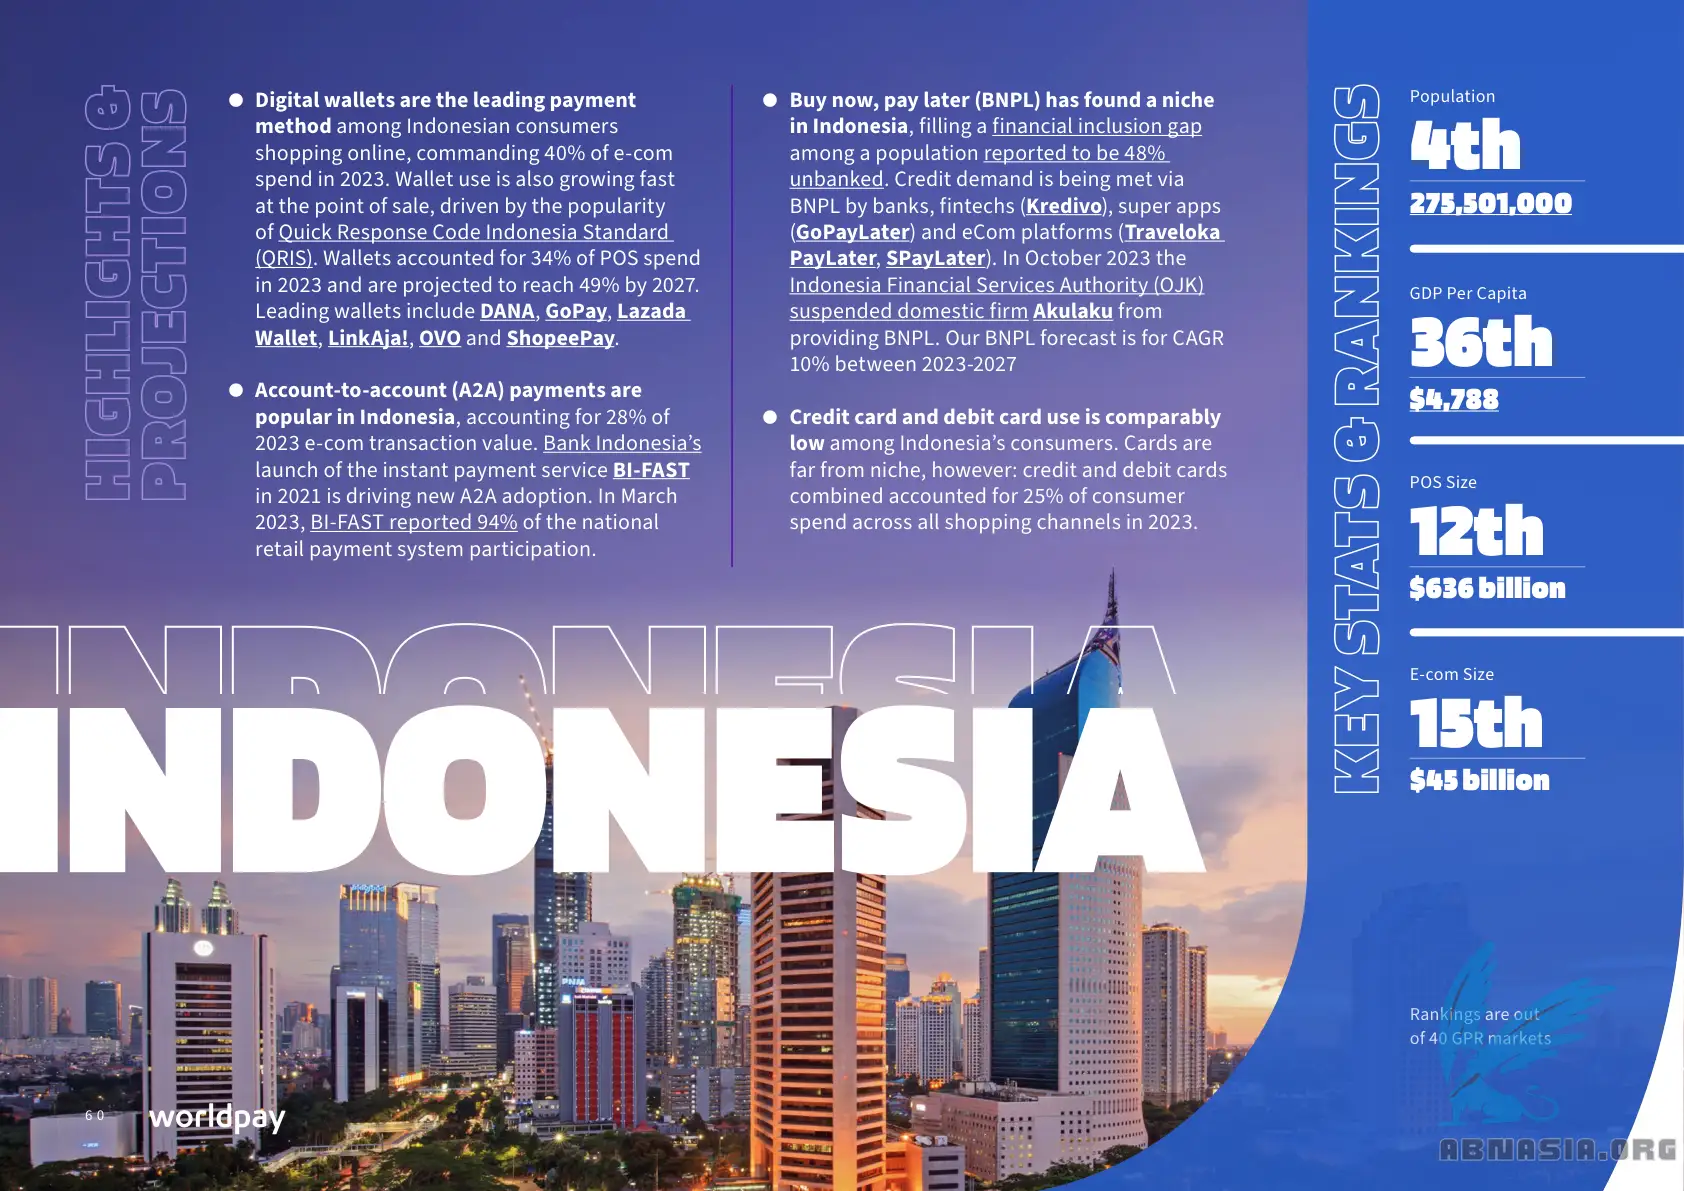 HIGHLIGHTS &
PROJECTIONS
● Digital wallets are the leading payment
method among Indonesian consumers
shopping online, commanding 40% of e-com
spend in 2023. Wallet use is also growing fast
at the point of sale, driven by the popularity
of Quick Response Code Indonesia Standard
(QRIS). Wallets accounted for 34% of POS spend
in 2023 and are projected to reach 49% by 2027.
Leading wallets include DANA, GoPay, Lazada
Wallet, LinkAja!, OVO and ShopeePay.
● Account-to-account (A2A) payments are
popular in Indonesia, accounting for 28% of
2023 e-com transaction value. Bank Indonesia’s
launch of the instant payment service BI-FAST
in 2021 is driving new A2A adoption. In March
2023, BI-FAST reported 94% of the national
retail payment system participation.
● Buy now, pay later (BNPL) has found a niche
in Indonesia, filling a financial inclusion gap
among a population reported to be 48%
unbanked. Credit demand is being met via
BNPL by banks, fintechs (Kredivo), super apps
(GoPayLater) and eCom platforms (Traveloka
PayLater, SPayLater). In October 2023 the
Indonesia Financial Services Authority (OJK)
suspended domestic firm Akulaku from
providing BNPL. Our BNPL forecast is for CAGR
10% between 2023-2027
● Credit card and debit card use is comparably
low among Indonesia’s consumers. Cards are
far from niche, however: credit and debit cards
combined accounted for 25% of consumer
spend across all shopping channels in 2023.
INDONESIA
INDONESIA
KEY STATS & RANKINGS
Population
4th
275,501,000
GDP Per Capita
36th
$4,788
POS Size
12th
$636 billion
E-com Size
15th
$45 billion
Rankings are out
of 40 GPR markets
PNM
60
worldpay
ABNASIA.ORG